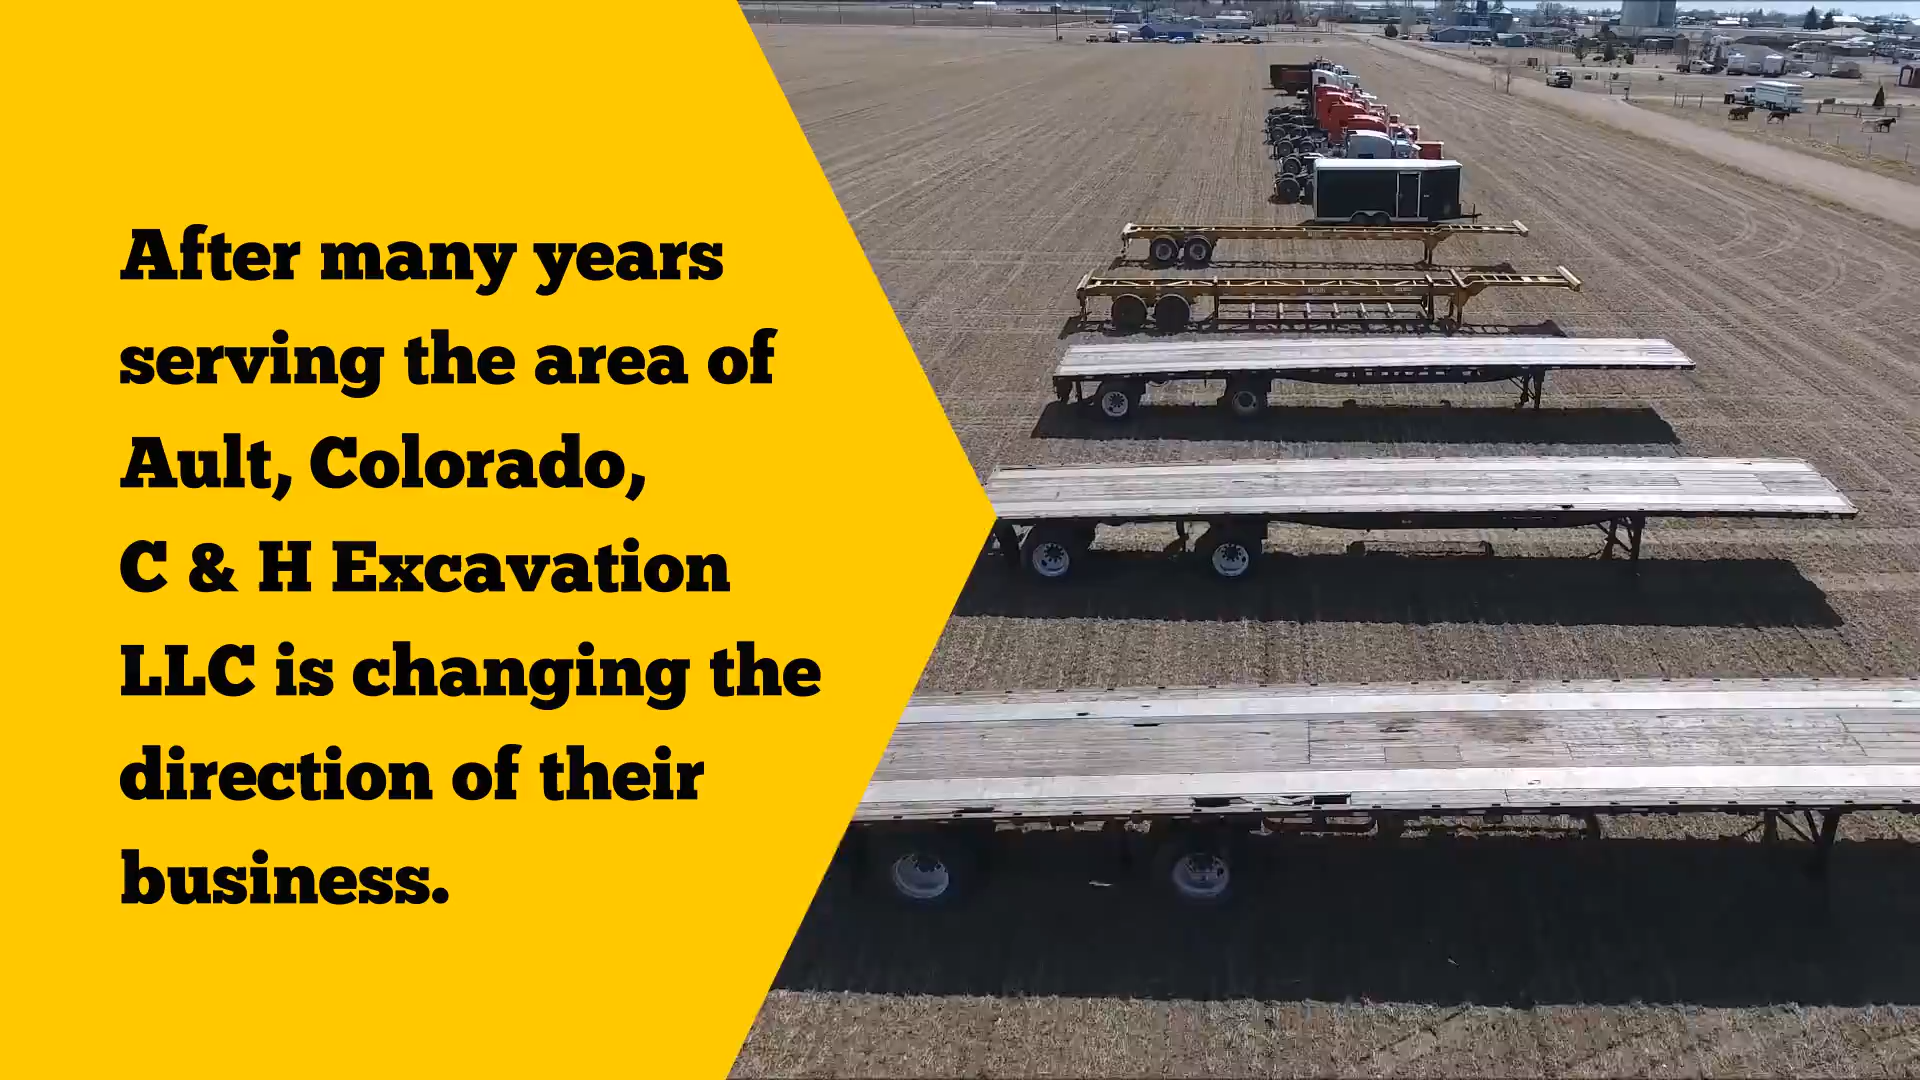 After many years
serving the area of
Ault, Colorado,
C & H Excavation
LLC is changing the
direction of their
business.